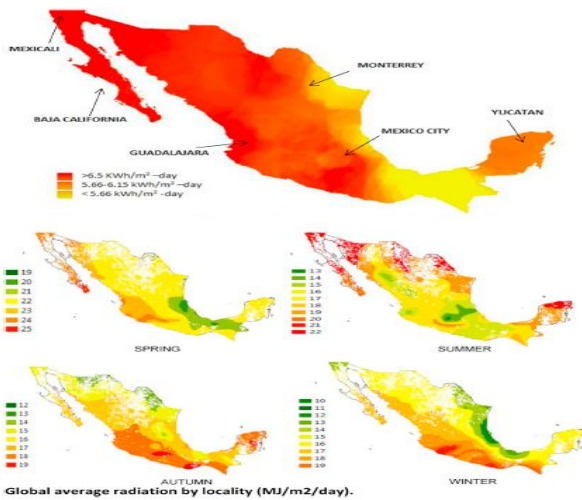 MEXICALI
MONTERREY
YUCATAN
BAJA CALIFORNIA
MEXICO CITY
GUADALAJARA
>6.5 KWh/m² –day
5.66-6.15 kWh/m² –day
< 5.66 KWh/m² -day
19
20
21
22
23
24
25
SPRING
13
14
15
16
17
18
19
20
21
22
SUMMER
12
13
14
15
16
17
18
19
AUTUMN
10
11
12
13
14
15
16
17
18
19
WINTER
Global average radiation by locality (MJ/m2/day).